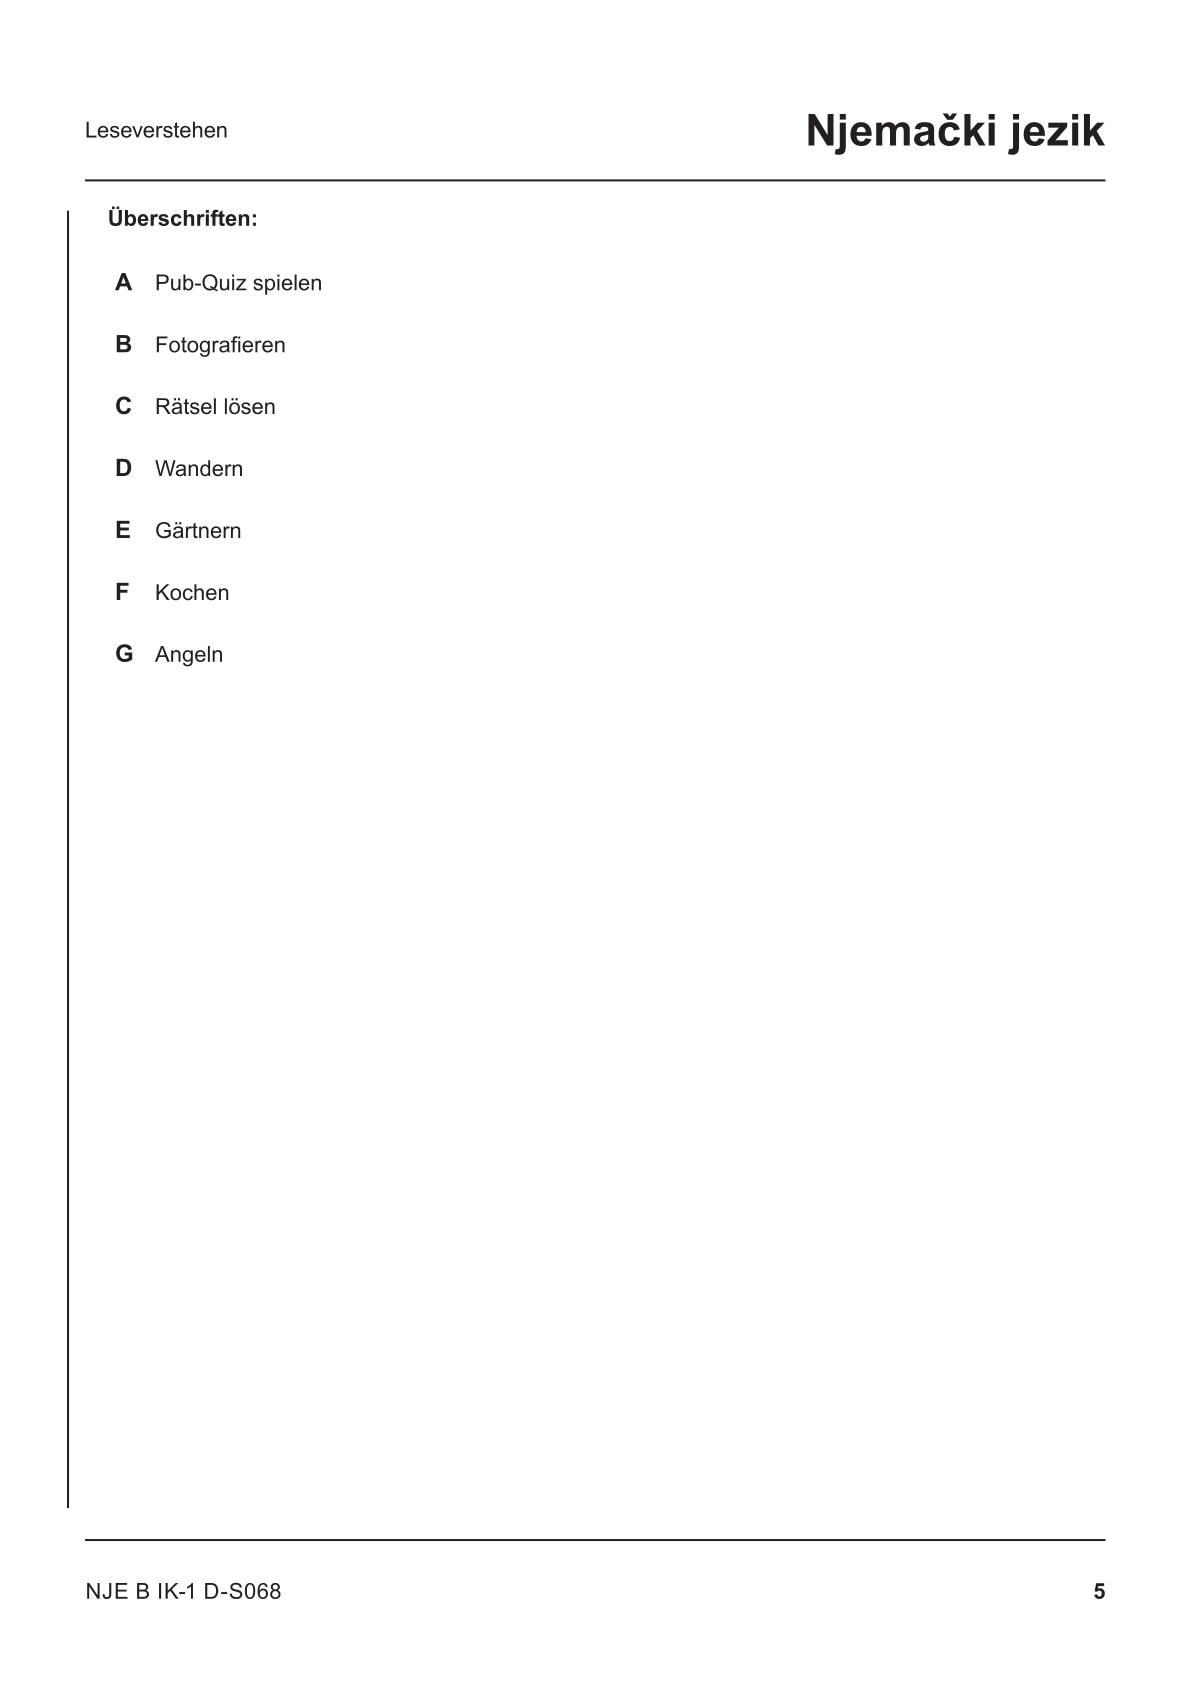 Leseverstehen
Njemački jezik
Überschriften:
A Pub-Quiz spielen
B Fotografieren
C Rätsel lösen
D Wandern
E Gärtnern
F Kochen
G Angeln
NJE B IK-1 D-S068
5